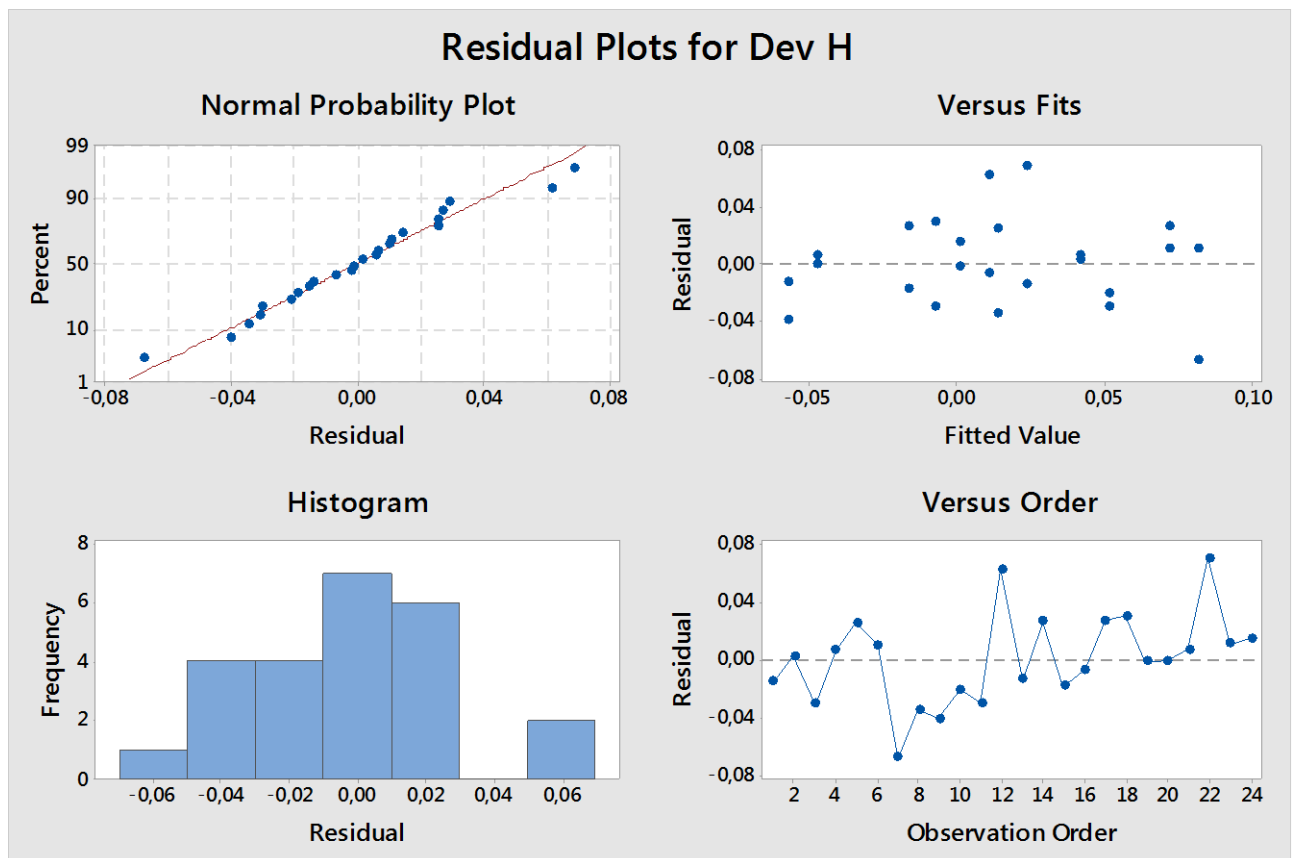 Residual Plots for Dev H
Normal Probability Plot
99
90
50
10
1
Percent
-0,08 -0,04 0,00 0,04 0,08
Residual
Versus Fits
0,08
0,04
0,00
-0,04
-0,08
Residual
-0,05 0,00 0,05 0,10
Fitted Value
Histogram
8
6
4
2
0
Frequency
-0,06 -0,04 -0,02 0,00 0,02 0,04 0,06
Residual
Versus Order
0,08
0,04
0,00
-0,04
-0,08
Residual
2 4 6 8 10 12 14 16 18 20 22 24
Observation Order